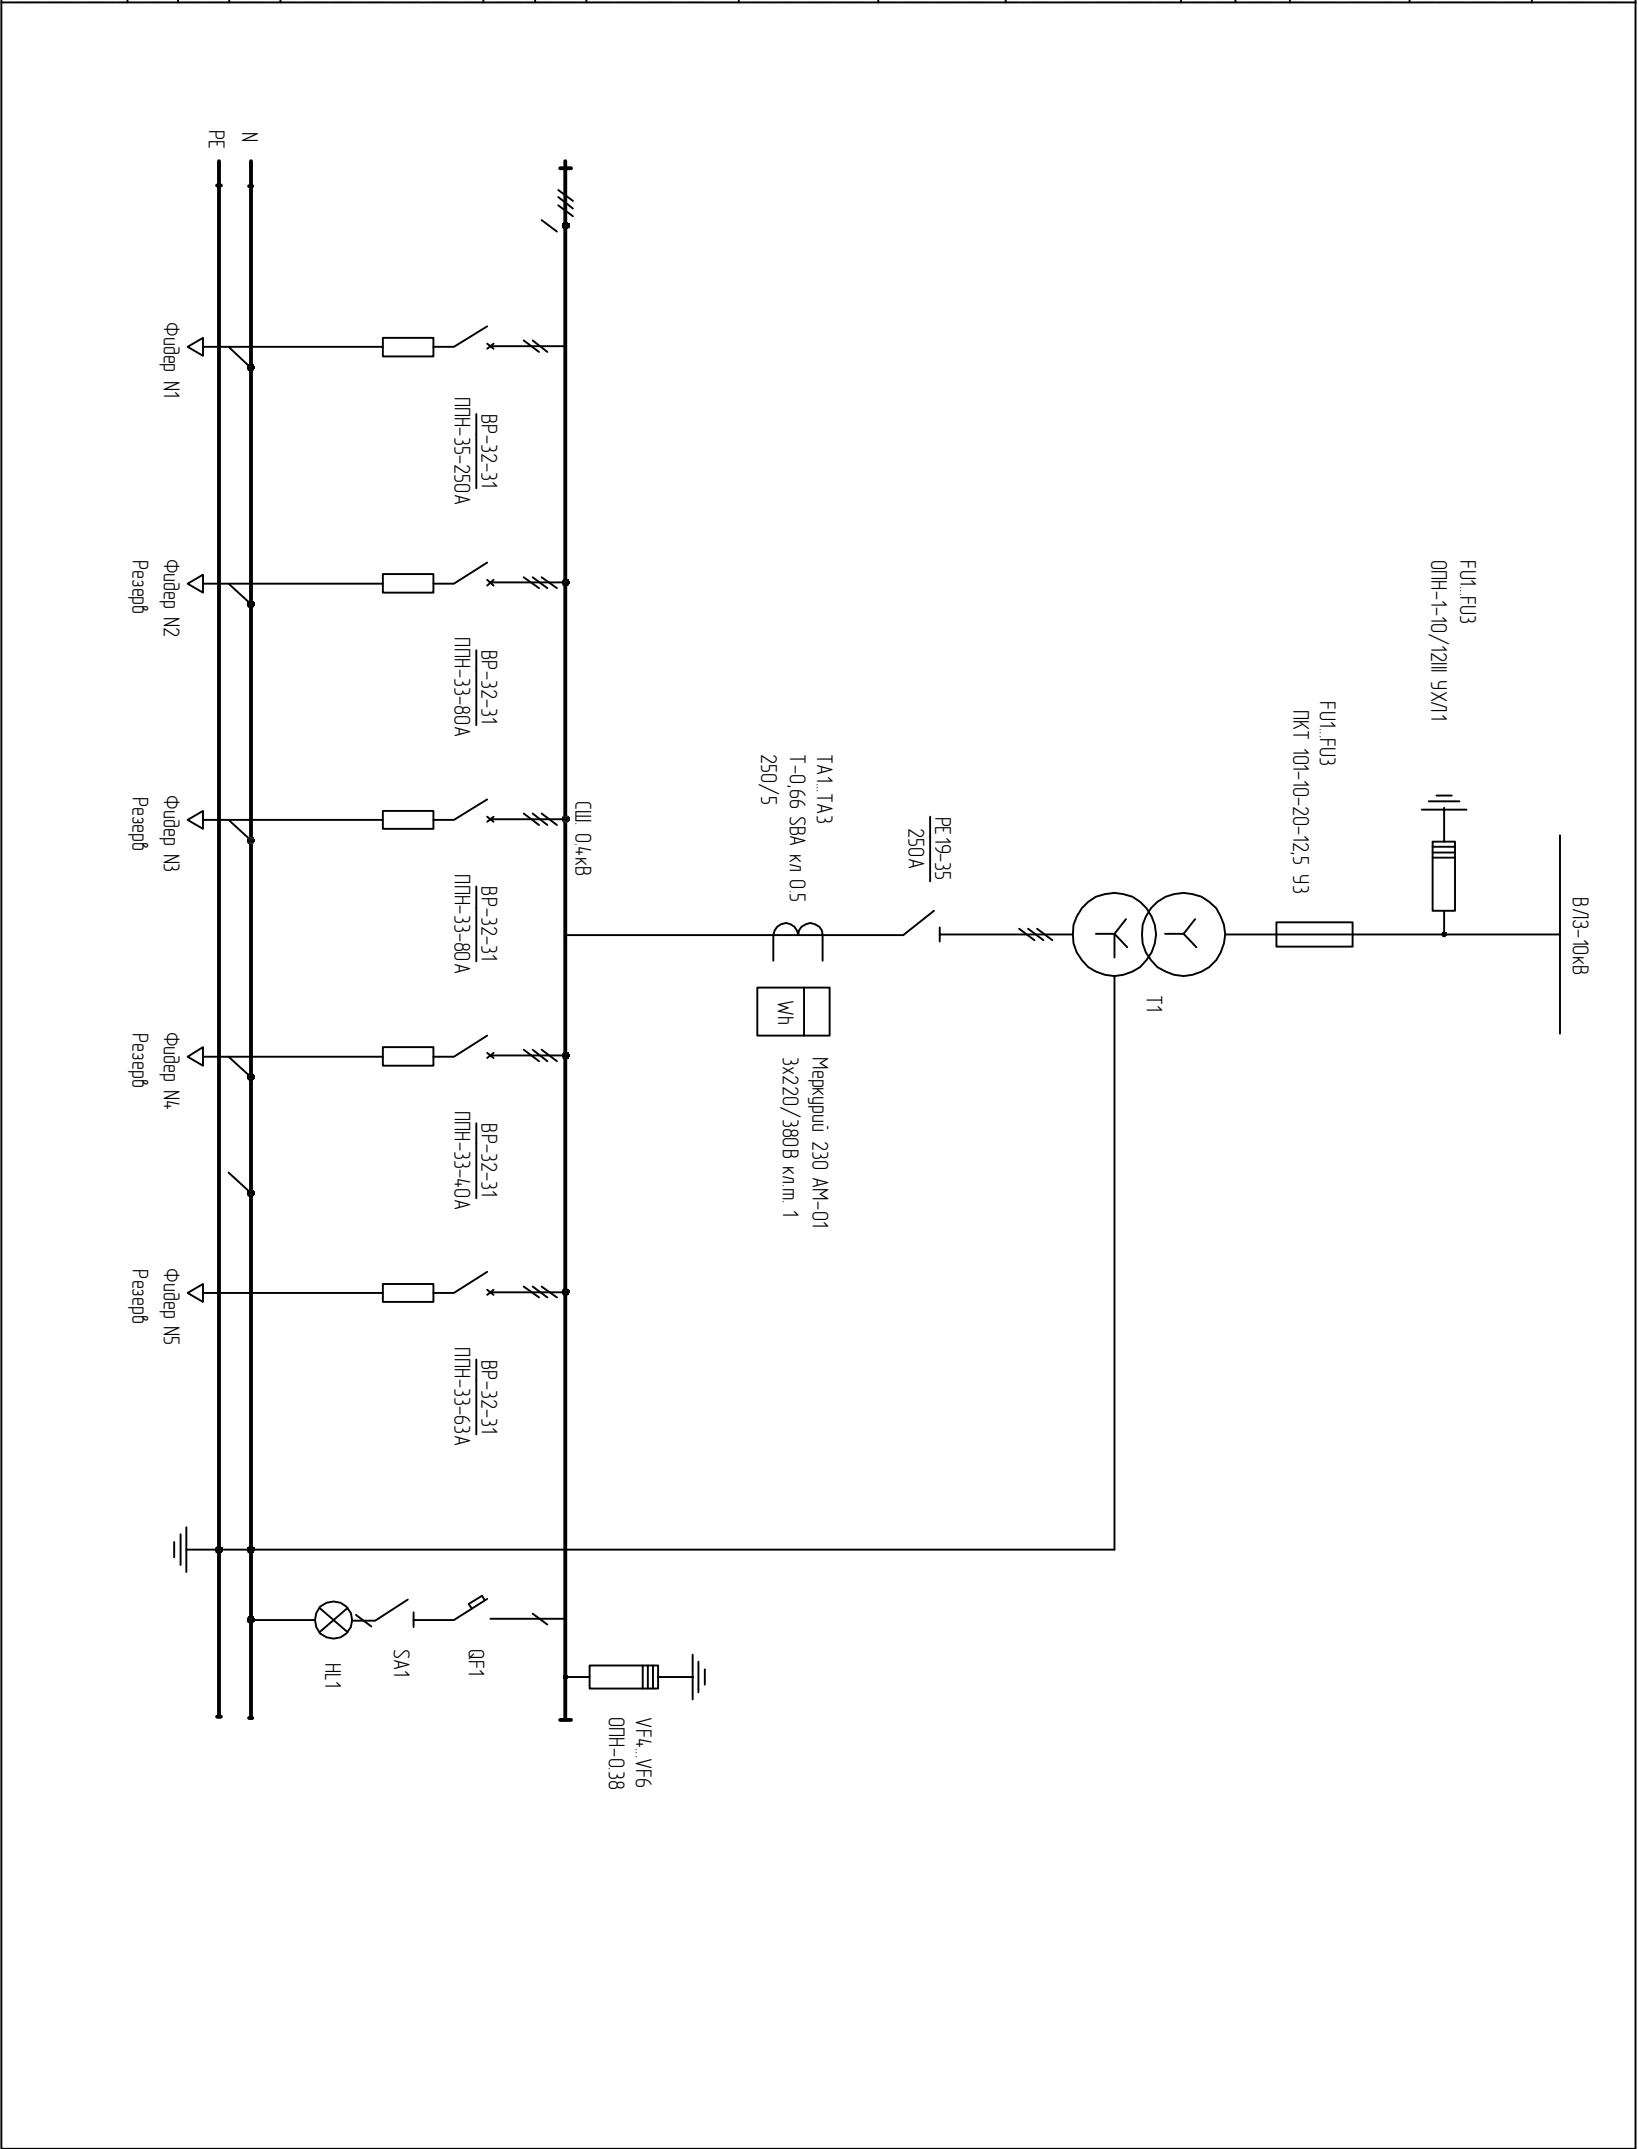 ВЛЗ-10кВ
FU1...FU3
ОПН-1-10/12III УХЛ1
FU1...FU3
ПКТ 101-10-20-12,5 У3
Т1
РЕ19-35
250А
ТА1...ТА3
Т-0,66 SВА кл 0.5
250/5
Wh
Меркурий 230 АМ-01
3х220/380В кл.т. 1
СШ. 0.4кВ
VF4...VF6
ОПН-0.38
ВР-32-31
ППН-35-250А
ВР-32-31
ППН-33-80А
ВР-32-31
ППН-33-80А
ВР-32-31
ППН-33-40А
ВР-32-31
ППН-33-63А
QF1
SA1
HL1
N
PE
Фидер N1
Фидер N2
Резерв
Фидер N3
Резерв
Фидер N4
Резерв
Фидер N5
Резерв